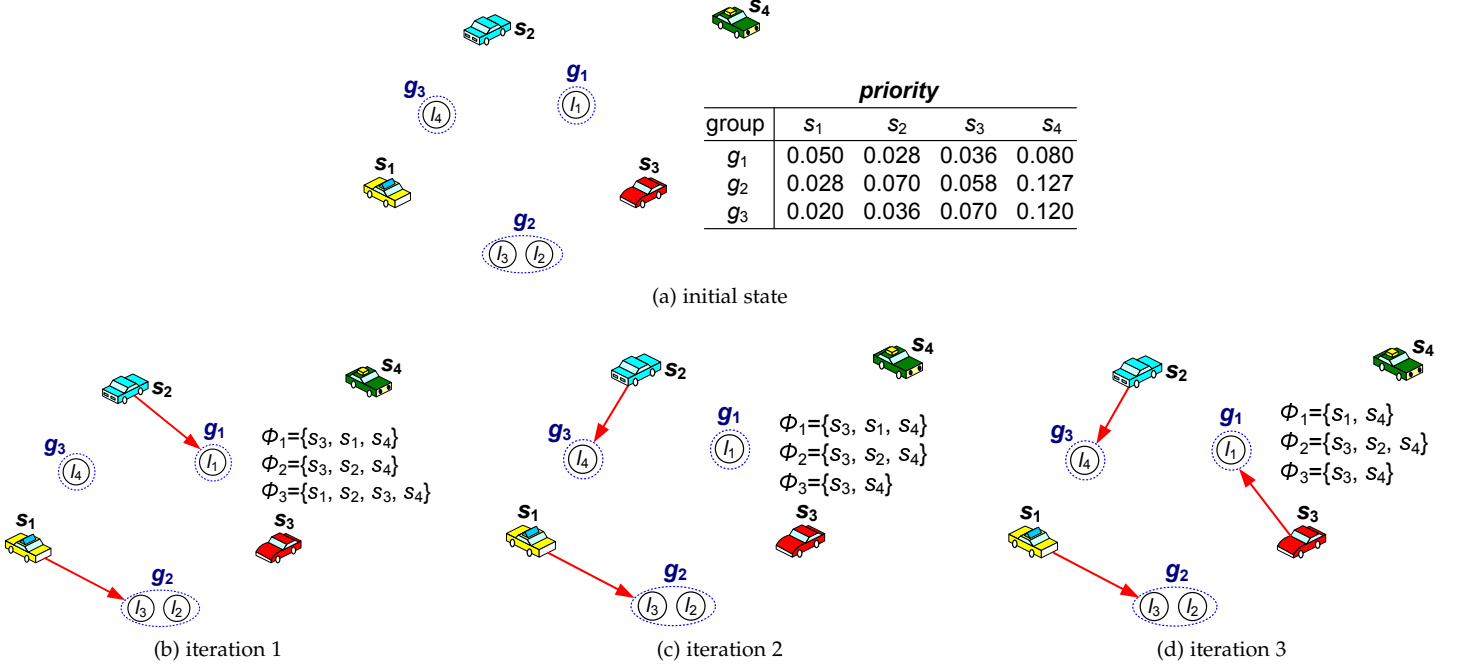 s4
s2
g1
g3
l1
l4
s1
s3
g2
l3 l2
priority
group s1 s2 s3 s4
g1 0.050 0.028 0.036 0.080
g2 0.028 0.070 0.058 0.127
g3 0.020 0.036 0.070 0.120
(a) initial state
s2
s4
g1
g3
l1
l4
Φ1={s3, s1, s4}
Φ2={s3, s2, s4}
Φ3={s1, s2, s3, s4}
s1
s3
g2
l3 l2
(b) iteration 1
s4
s2
g1
g3
l1
l4
Φ1={s3, s1, s4}
Φ2={s3, s2, s4}
Φ3={s3, s4}
s1
s3
g2
l3 l2
(c) iteration 2
s4
s2
g1
g3
l1
l4
Φ1={s1, s4}
Φ2={s3, s2, s4}
Φ3={s3, s4}
s1
s3
g2
l3 l2
(d) iteration 3